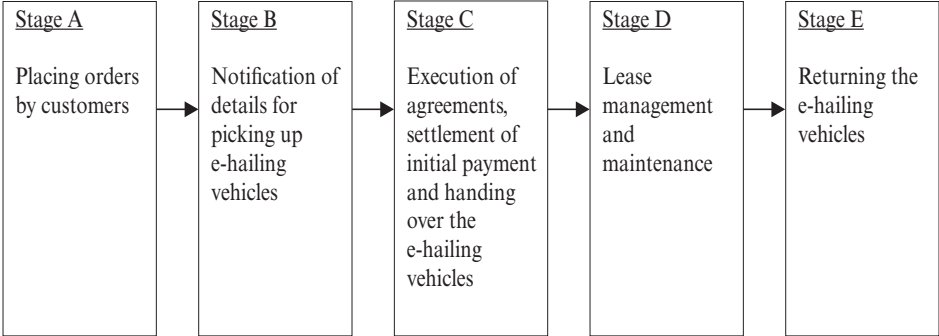 Stage A
Placing orders
by customers
Stage B
Notification of
details for
picking up
e-hailing
vehicles
Stage C
Execution of
agreements,
settlement of
initial payment
and handing
over the
e-hailing
vehicles
Stage D
Lease
management
and
maintenance
Stage E
Returning the
e-hailing
vehicles